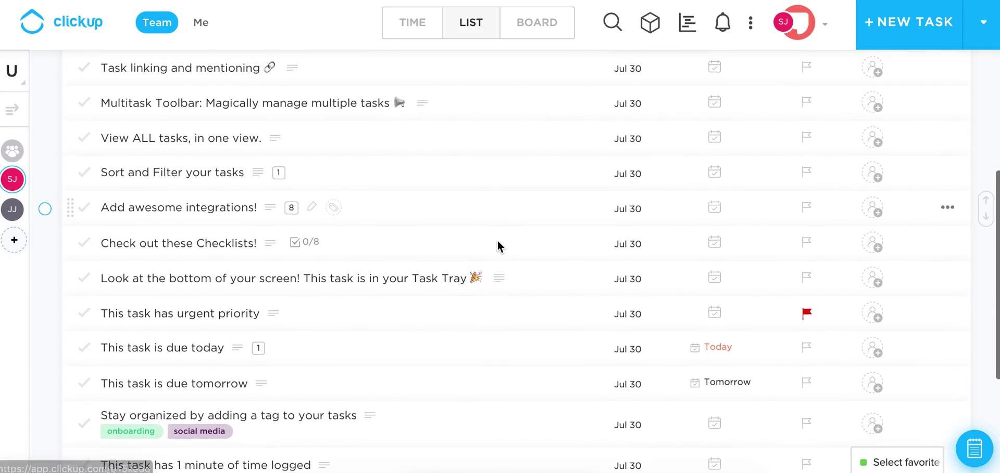 clickup Team Me TIME LIST BOARD SJ + NEW TASK
U
Task linking and mentioning Jul 30
Multitask Toolbar: Magically manage multiple tasks Jul 30
View ALL tasks, in one view. Jul 30
SJ
Sort and Filter your tasks 1 Jul 30
JJ
Add awesome integrations! 8 Jul 30
+
Check out these Checklists! 0/8 Jul 30
Look at the bottom of your screen! This task is in your Task Tray Jul 30
This task has urgent priority Jul 30
This task is due today 1 Jul 30 Today
This task is due tomorrow Jul 30 Tomorrow
Stay organized by adding a tag to your tasks Jul 30
onboarding social media
This task has 1 minute of time logged Jul 30
Select favorite